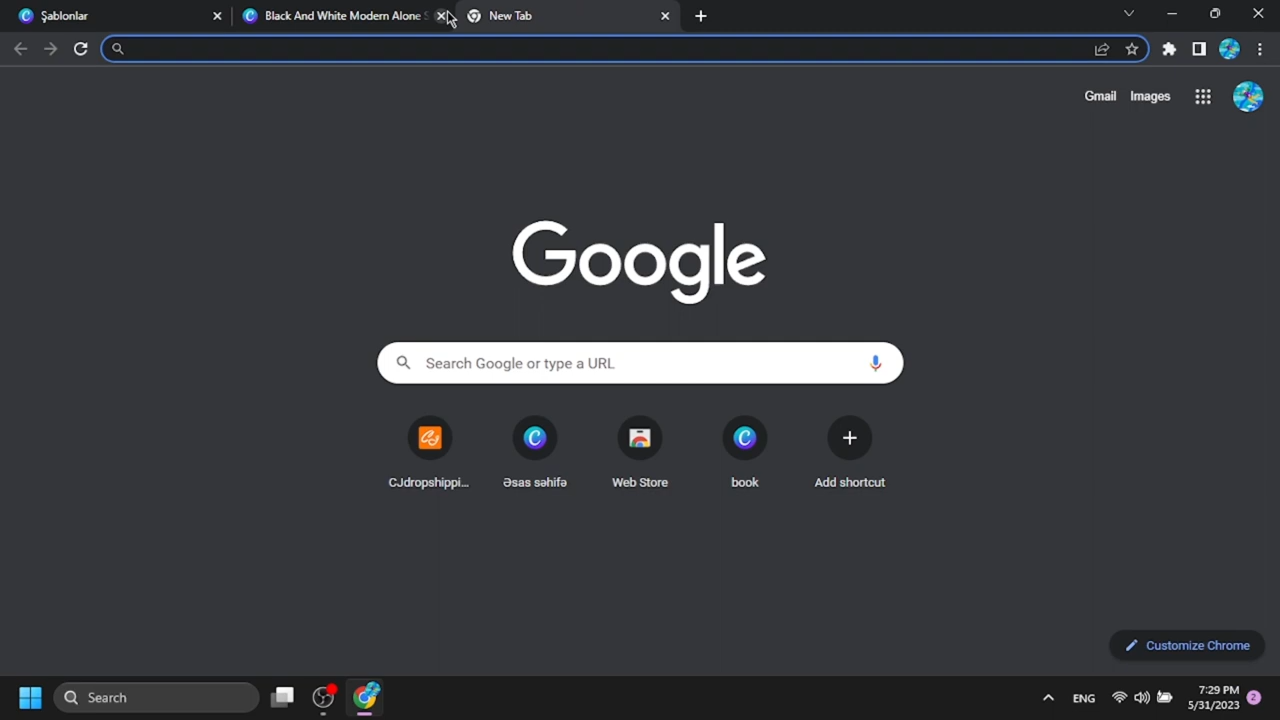 Şablonlar
Black And White Modern Alone S
New Tab
Gmail Images
Google
Search Google or type a URL
CJdropshippi...
Əsas səhifə
Web Store
book
Add shortcut
Customize Chrome
Search
ENG
7:29 PM
5/31/2023
2